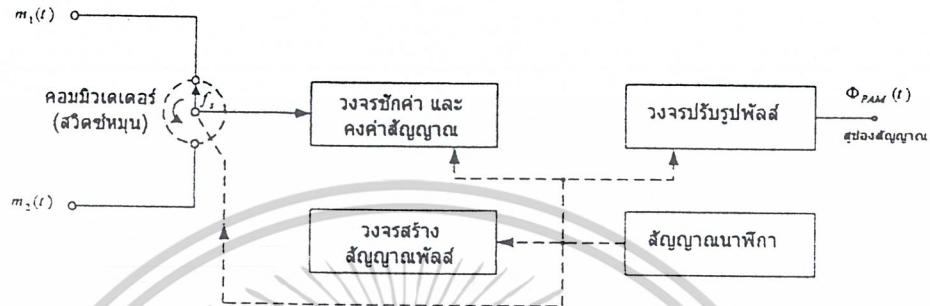 m₁(t)
คอมมิวเตเตอร์
(สวิตช์หมุน)
fₛ
m₂(t)
วงจรชักค่า และ
คงค่าสัญญาณ
วงจรปรับรูปพัลส์
Φ_PAM (t)
สุ่มของสัญญาณ
วงจรสร้าง
สัญญาณพัลส์
สัญญาณนาฬิกา